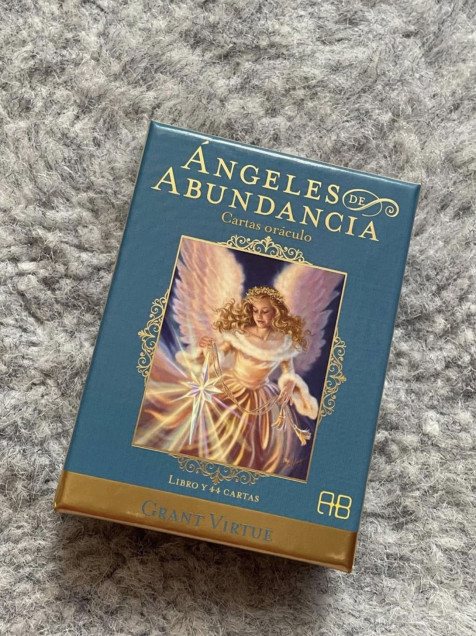 ÁNGELES DE
ABUNDANCIA
Cartas oráculo
LIBRO Y 44 CARTAS
AB
GRANT VIRTUE